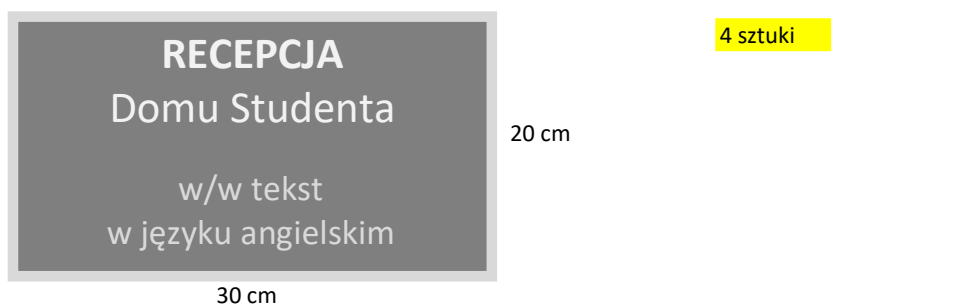 RECEPCJA
Domu Studenta
w/w tekst
w języku angielskim
4 sztuki
20 cm
30 cm